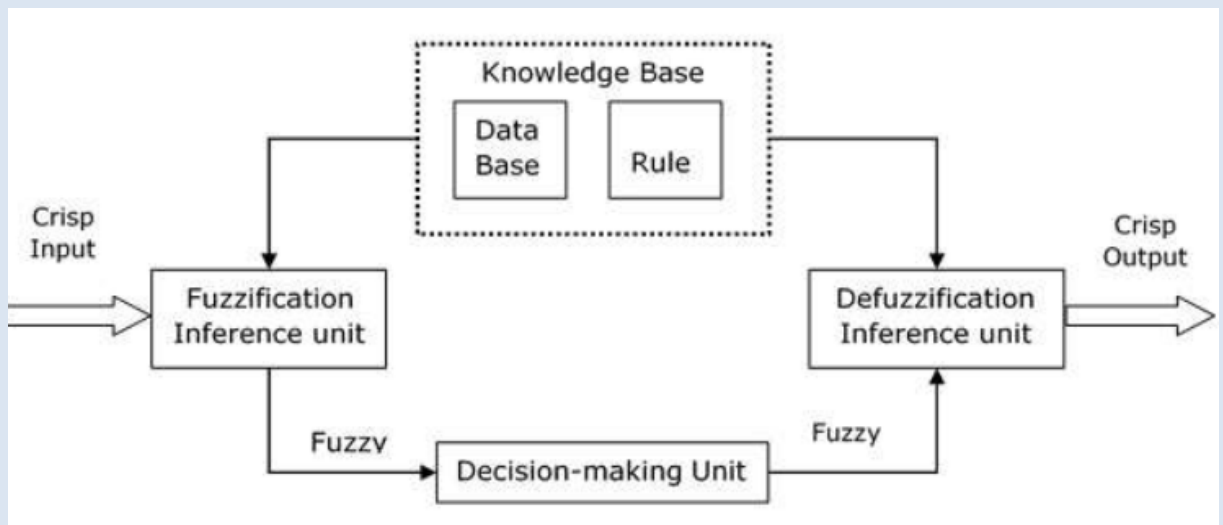 Knowledge Base
Data
Base
Rule
Crisp
Input
Crisp
Output
Fuzzification
Inference unit
Defuzzification
Inference unit
Fuzzy
Fuzzy
Decision-making Unit